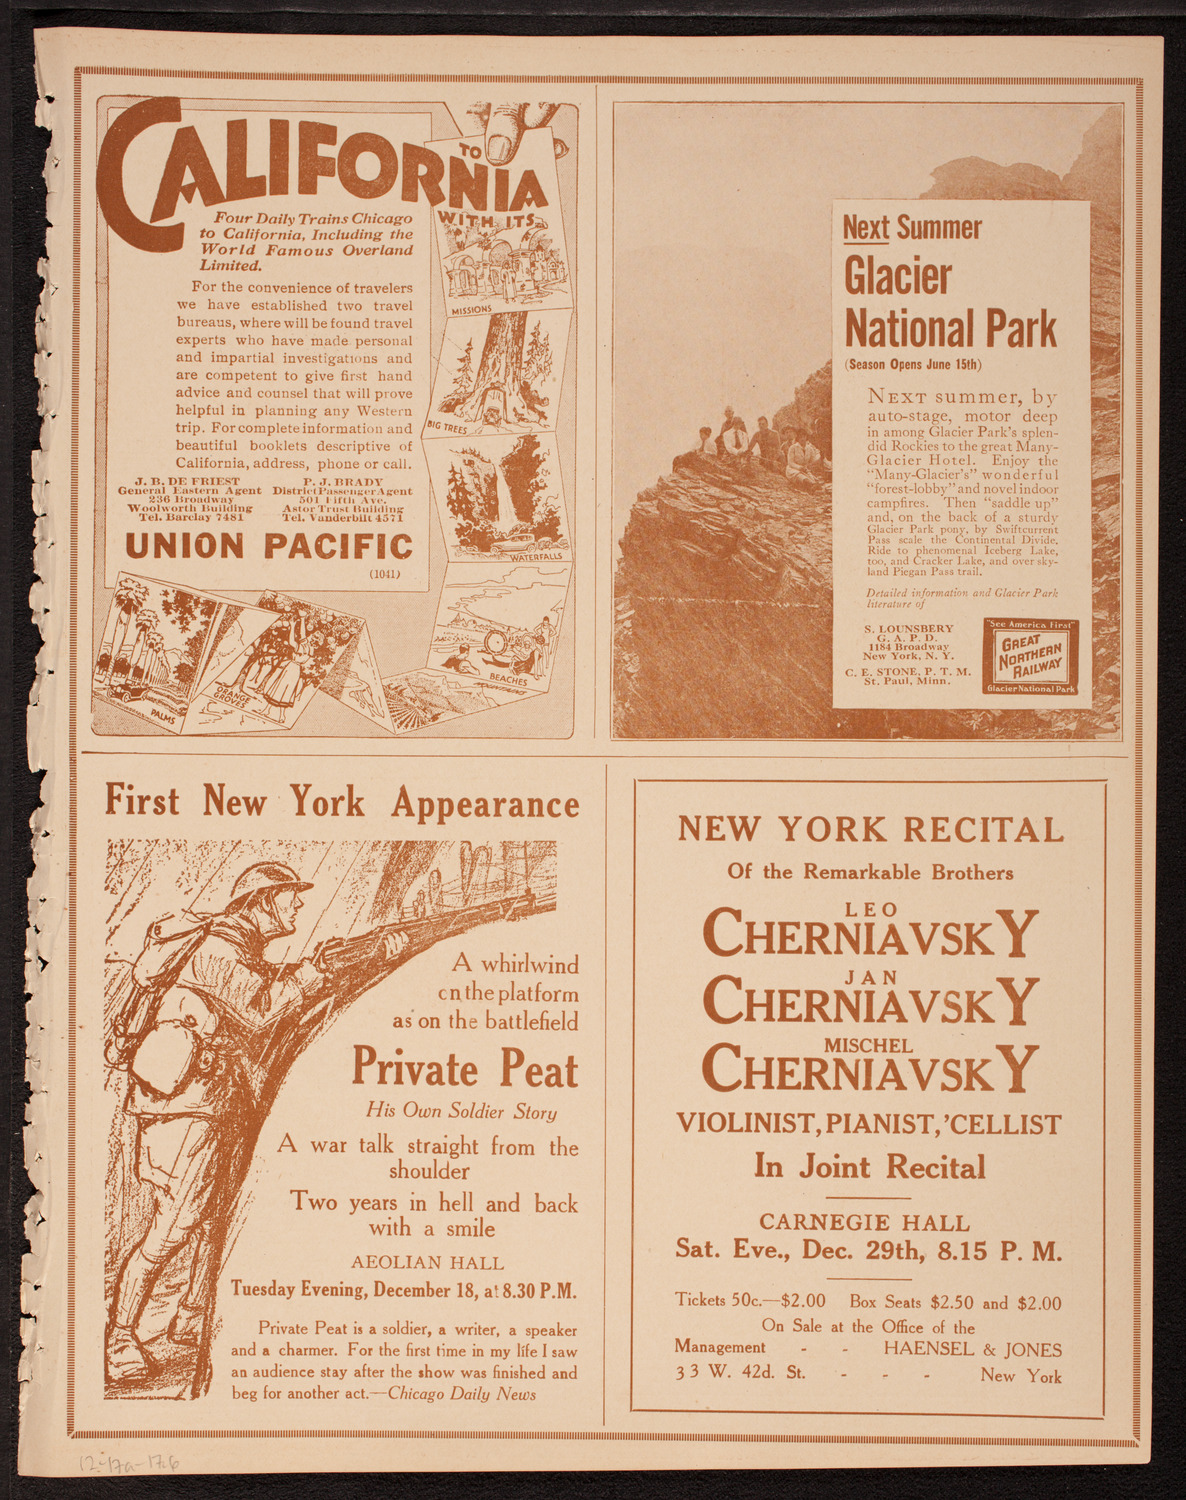 CALIFORNIA
Four Daily Trains Chicago
to California, Including the
World Famous Overland
Limited.
For the convenience of travelers
we have established two travel
bureaus, where will be found travel
experts who have made personal
and impartial investigations and
are competent to give first hand
advice and counsel that will prove
helpful in planning any Western
trip. For complete information and
beautiful booklets descriptive of
California, address, phone or call.
J. B. DE FRIEST
General Eastern Agent
236 Broadway
Woolworth Building
Tel. Barclay 7481
P. J. BRADY
District Passenger Agent
501 Fifth Ave.
Astor Trust Building
Tel. Vanderbilt 4571
UNION PACIFIC
(1041)
TO
WITH ITS
MISSIONS
BIG TREES
WATERFALLS
BEACHES
ORANGE
GROVES
PALMS
Next Summer
Glacier
National Park
(Season Opens June 15th)
NEXT summer, by
auto-stage, motor deep
in among Glacier Park's splen-
did Rockies to the great Many-
Glacier Hotel. Enjoy the
"Many-Glacier's" wonderful
"forest-lobby" and novel indoor
campfires. Then "saddle up"
and, on the back of a sturdy
Glacier Park pony, by Swiftcurrent
Pass scale the Continental Divide.
Ride to phenomenal Iceberg Lake,
too, and Cracker Lake, and over sky-
land Piegan Pass trail.
Detailed information and Glacier Park
literature of
S. LOUNSBERY
G. A. P. D.
1184 Broadway
New York, N. Y.
C. E. STONE, P. T. M.
St. Paul, Minn.
"See America First"
GREAT
NORTHERN
RAILWAY
Glacier National Park
First New York Appearance
A whirlwind
on the platform
as on the battlefield
Private Peat
His Own Soldier Story
A war talk straight from the
shoulder
Two years in hell and back
with a smile
AEOLIAN HALL
Tuesday Evening, December 18, at 8.30 P.M.
Private Peat is a soldier, a writer, a speaker
and a charmer. For the first time in my life I saw
an audience stay after the show was finished and
beg for another act.—Chicago Daily News
NEW YORK RECITAL
Of the Remarkable Brothers
LEO
CHERNIAVSKY
JAN
CHERNIAVSKY
MISCHEL
CHERNIAVSKY
VIOLINIST, PIANIST, 'CELLIST
In Joint Recital
CARNEGIE HALL
Sat. Eve., Dec. 29th, 8.15 P. M.
Tickets 50c.—$2.00 Box Seats $2.50 and $2.00
On Sale at the Office of the
Management - - HAENSEL & JONES
33 W. 42d. St. - - - New York